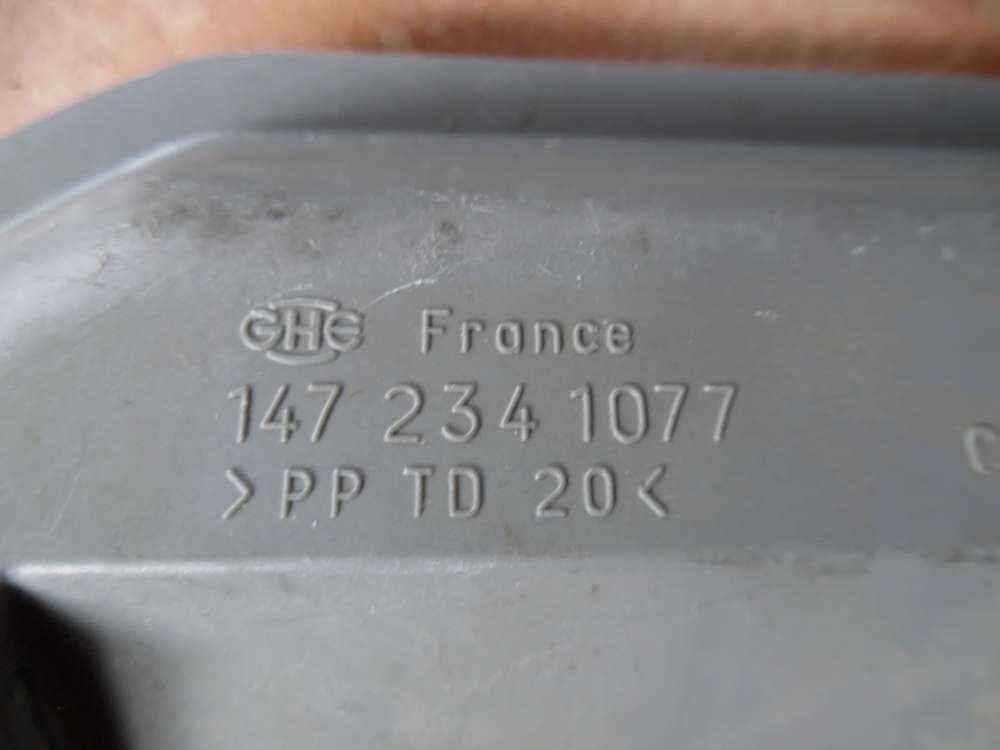 GHE France
147 234 1077
>PP TD 20<